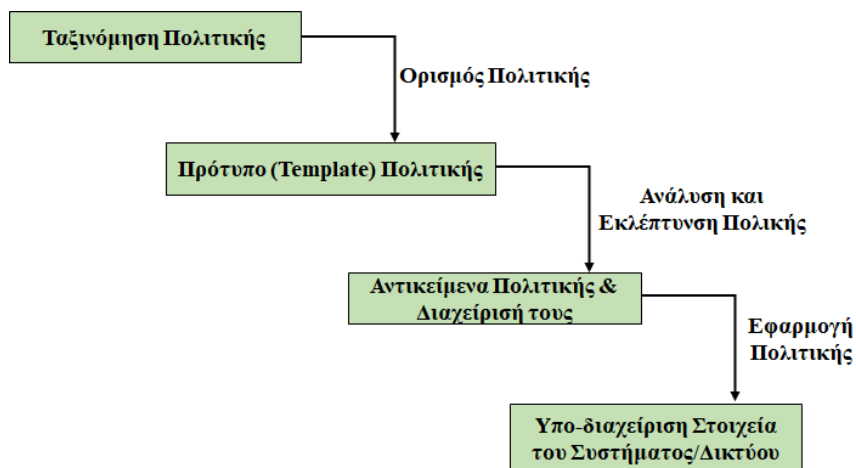 Ταξινόμηση Πολιτικής
Ορισμός Πολιτικής
Πρότυπο (Template) Πολιτικής
Ανάλυση και
Εκλέπτυνση Πολικής
Αντικείμενα Πολιτικής &
Διαχείρισή τους
Εφαρμογή
Πολιτικής
Υπο-διαχείριση Στοιχεία
του Συστήματος/Δικτύου